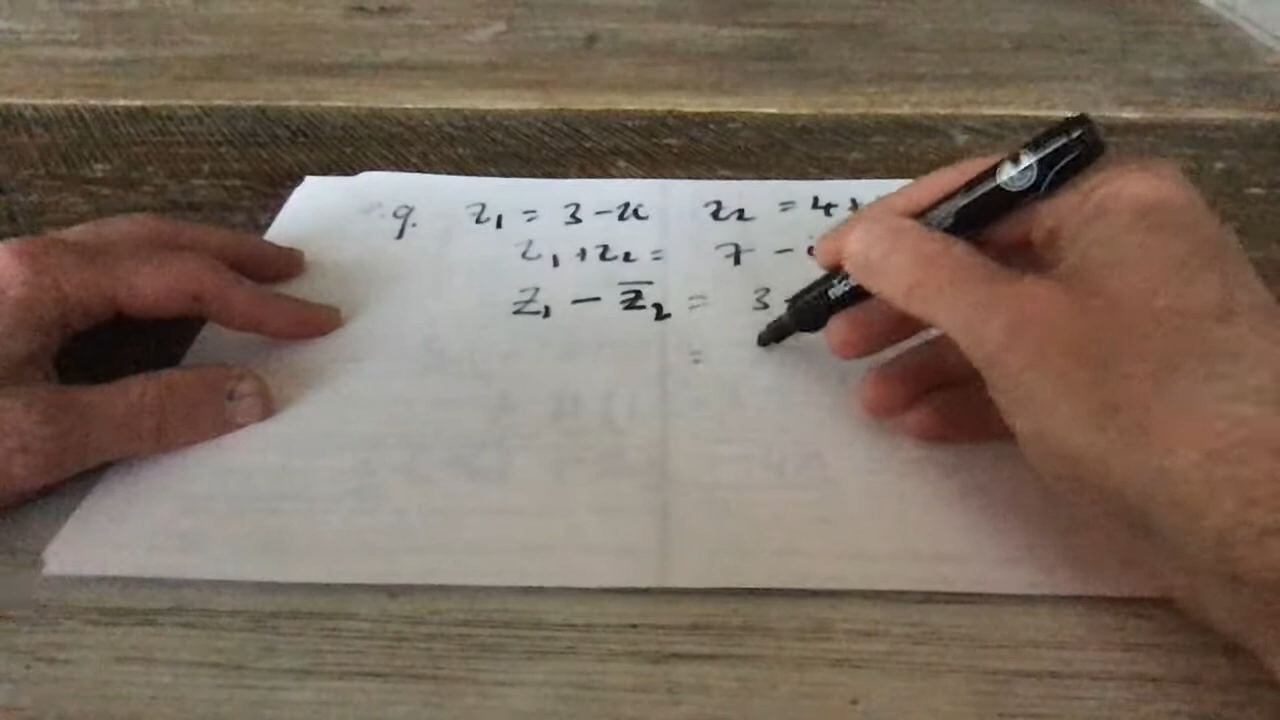 9. z₁ = 3 - 2i z₂ = 4 +
z₁ + z₂ = 7 - i
z₁ - z̅₂ = 3
=